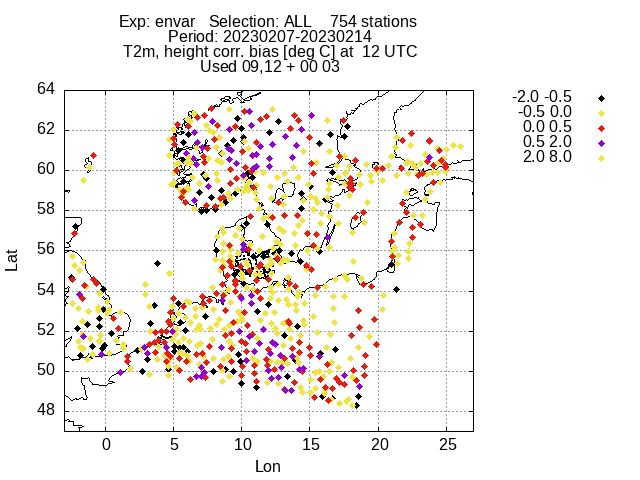 Exp: envar   Selection: ALL    754 stations
Period: 20230207-20230214
T2m, height corr. bias [deg C] at  12 UTC
Used 09,12 + 00 03
-2.0 -0.5
-0.5 0.0
0.0 0.5
0.5 2.0
2.0 8.0
64
62
60
58
56
54
52
50
48
Lat
0 5 10 15 20 25
Lon